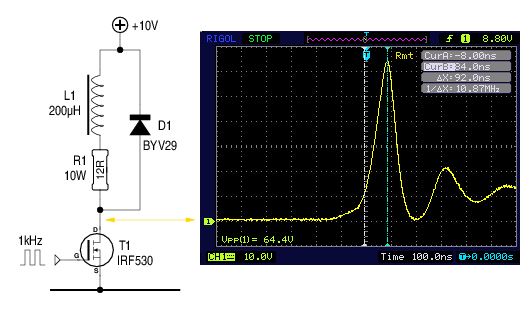 +10V
L1
200µH
D1
BYV29
R1
10W
12R
1kHz
D
G
S
T1
IRF530
RIGOL STOP T f 1 8.80V
T
Rmt
CurA=-8.00ns
CurB=84.0ns
ΔX=92.0ns
1/ΔX=10.87MHz
1
Vpp(1)= 64.4V
CH1 10.0V Time 100.0ns T→0.0000s